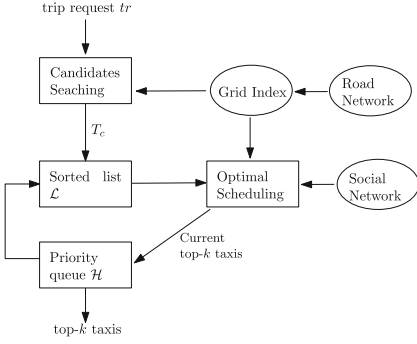 trip request tr
Candidates
Seaching
Grid Index
Road
Network
T_c
Sorted list
ℒ
Optimal
Scheduling
Social
Network
Current
top-k taxis
Priority
queue ℋ
top-k taxis